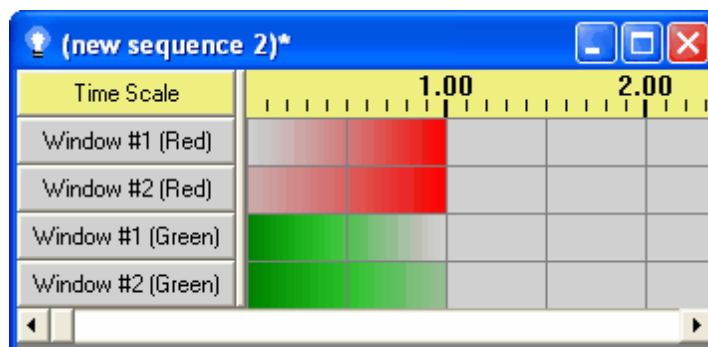 (new sequence 2)*
Time Scale
1.00 2.00
Window #1 (Red)
Window #2 (Red)
Window #1 (Green)
Window #2 (Green)